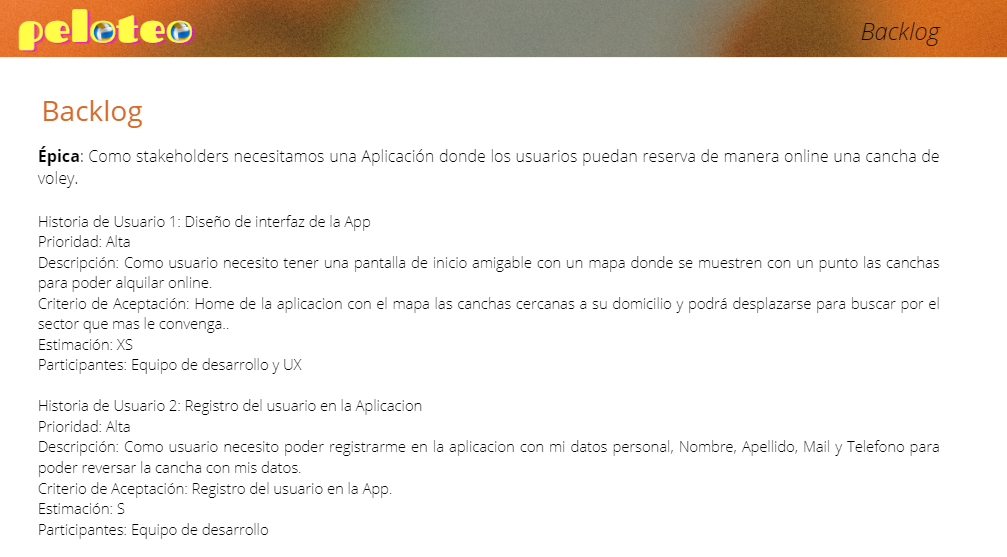 peloteo
Backlog
Backlog
Épica: Como stakeholders necesitamos una Aplicación donde los usuarios puedan reserva de manera online una cancha de
voley.
Historia de Usuario 1: Diseño de interfaz de la App
Prioridad: Alta
Descripción: Como usuario necesito tener una pantalla de inicio amigable con un mapa donde se muestren con un punto las canchas
para poder alquilar online.
Criterio de Aceptación: Home de la aplicacion con el mapa las canchas cercanas a su domicilio y podrá desplazarse para buscar por el
sector que mas le convenga..
Estimación: XS
Participantes: Equipo de desarrollo y UX
Historia de Usuario 2: Registro del usuario en la Aplicacion
Prioridad: Alta
Descripción: Como usuario necesito poder registrarme en la aplicacion con mi datos personal, Nombre, Apellido, Mail y Telefono para
poder reversar la cancha con mis datos.
Criterio de Aceptación: Registro del usuario en la App.
Estimación: S
Participantes: Equipo de desarrollo